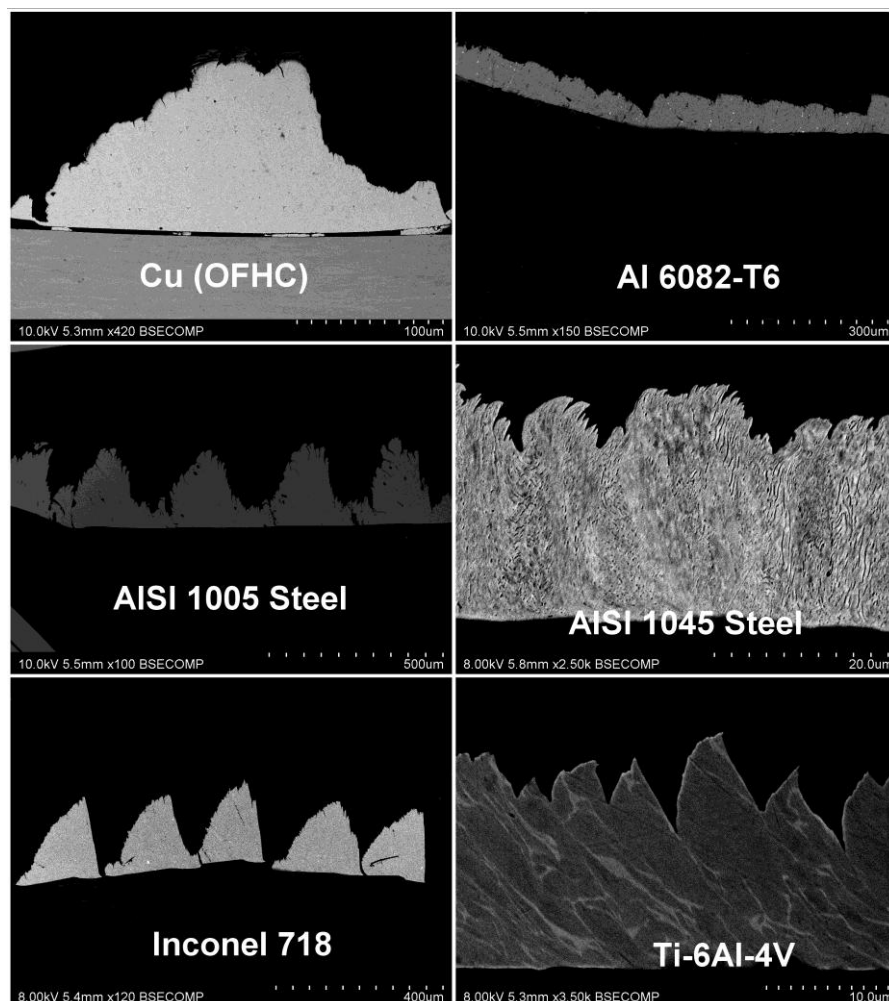 Cu (OFHC)
10.0kV 5.3mm x420 BSECOMP 100um
Al 6082-T6
10.0kV 5.5mm x150 BSECOMP 300um
AISI 1005 Steel
10.0kV 5.5mm x100 BSECOMP 500um
AISI 1045 Steel
8.00kV 5.8mm x2.50k BSECOMP 20.0um
Inconel 718
8.00kV 5.4mm x120 BSECOMP 400um
Ti-6Al-4V
8.00kV 5.3mm x3.50k BSECOMP 10.0um